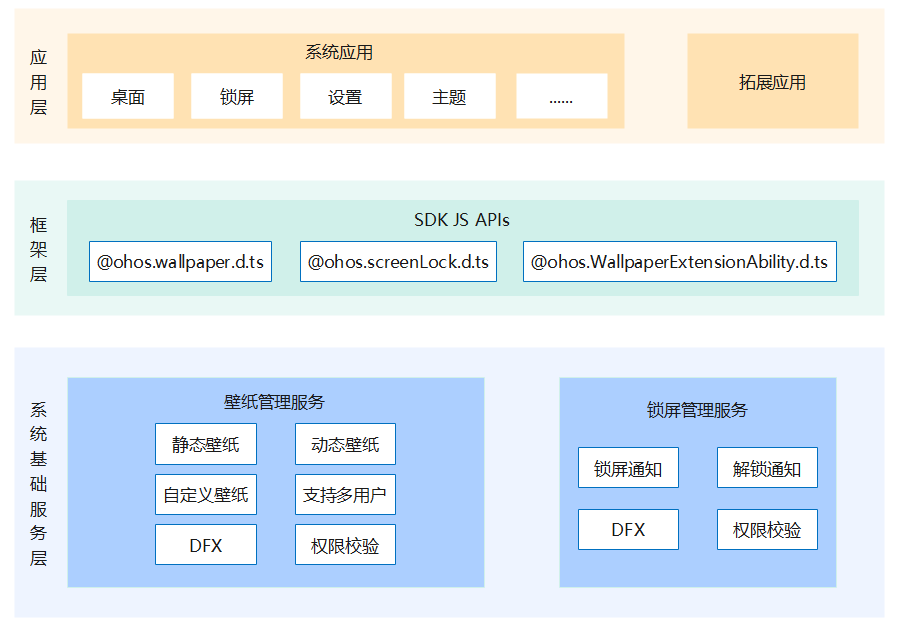 应用层
系统应用
桌面
锁屏
设置
主题
......
拓展应用
框架层
SDK JS APIs
@ohos.wallpaper.d.ts
@ohos.screenLock.d.ts
@ohos.WallpaperExtensionAbility.d.ts
系统基础服务层
壁纸管理服务
静态壁纸
动态壁纸
自定义壁纸
支持多用户
DFX
权限校验
锁屏管理服务
锁屏通知
解锁通知
DFX
权限校验